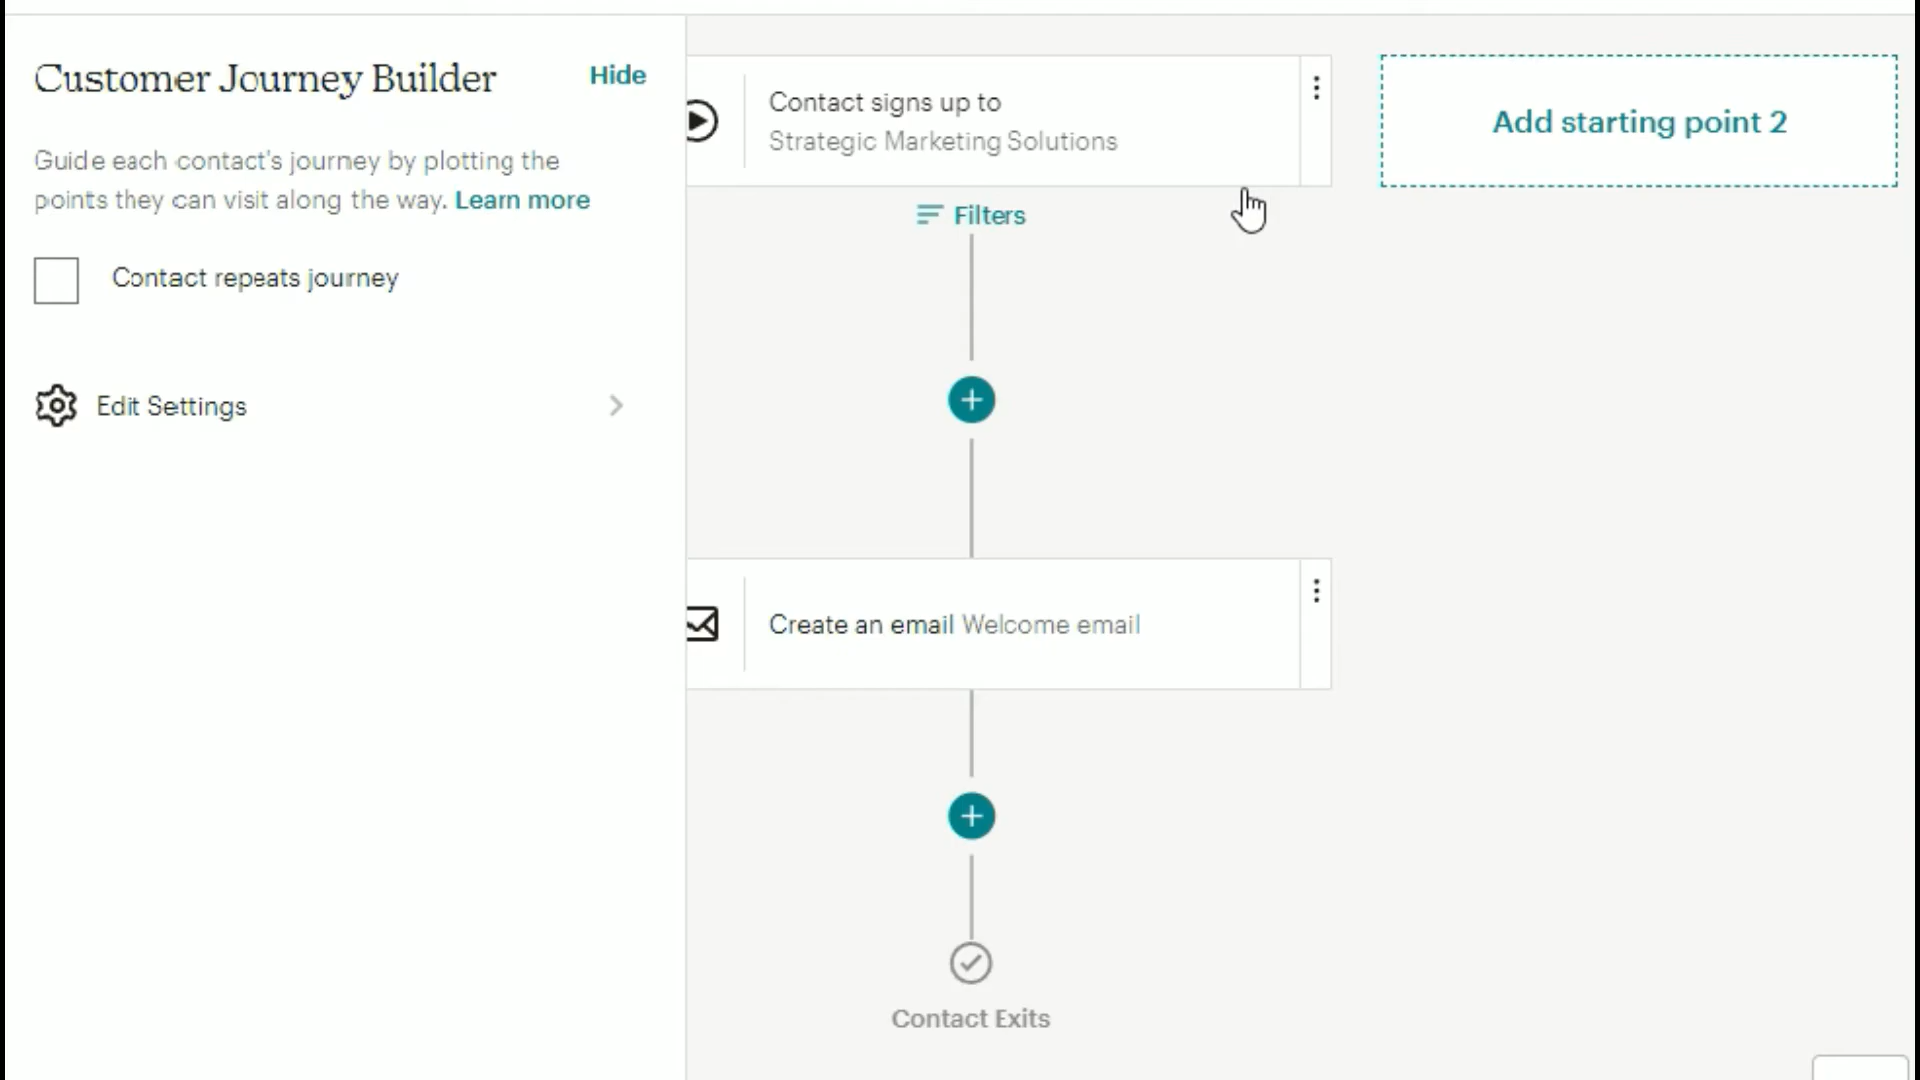 Customer Journey Builder
Hide
Guide each contact's journey by plotting the
points they can visit along the way. Learn more
Contact repeats journey
Edit Settings
Contact signs up to
Strategic Marketing Solutions
Add starting point 2
Filters
Create an email Welcome email
Contact Exits